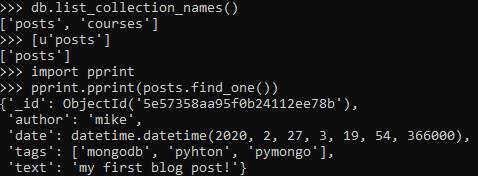 >>> db.list_collection_names()
['posts', 'courses']
>>> [u'posts']
['posts']
>>> import pprint
>>> pprint.pprint(posts.find_one())
{'_id': ObjectId('5e57358aa95f0b24112ee78b'),
 'author': 'mike',
 'date': datetime.datetime(2020, 2, 27, 3, 19, 54, 366000),
 'tags': ['mongodb', 'pyhton', 'pymongo'],
 'text': 'my first blog post!'}